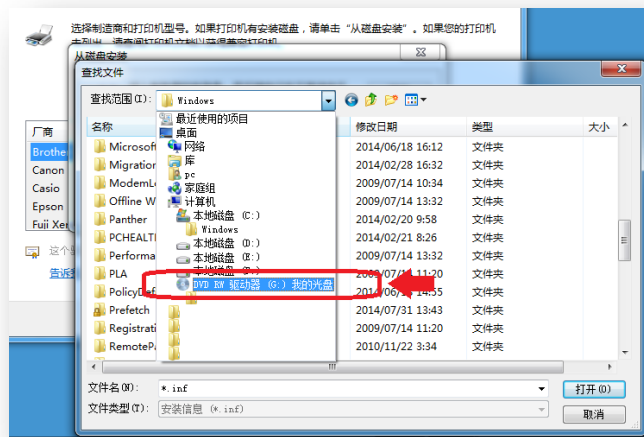 选择制造商和打印机型号。如果打印机有安装磁盘，请单击“从磁盘安装”。如果您的打印机
从磁盘安装
查找文件
查找范围(I):
Windows
厂商
Brothe
Canon
Casio
Epson
Fuji Xer
这个
告诉
名称
修改日期
类型
大小
最近使用的项目
桌面
网络
库
pc
家庭组
计算机
本地磁盘 (C:)
Windows
本地磁盘 (D:)
本地磁盘 (E:)
DVD RW 驱动器 (G:) 我的光盘
Microsof
2014/06/18 16:12
文件夹
Migration
2014/02/28 16:32
文件夹
ModemL
2009/07/14 10:34
文件夹
Offline W
2009/07/14 13:32
文件夹
Panther
2014/02/20 9:58
文件夹
PCHEALT
2014/02/21 8:26
文件夹
Performa
2009/07/14 13:32
文件夹
PLA
2009/07/14 11:20
文件夹
PolicyDef
文件夹
Prefetch
2014/07/31 13:43
文件夹
Registrati
2009/07/14 11:20
文件夹
RemoteP
2010/11/22 3:34
文件夹
文件名(N):
*.inf
打开(O)
文件类型(T):
安装信息 (*.inf)
取消